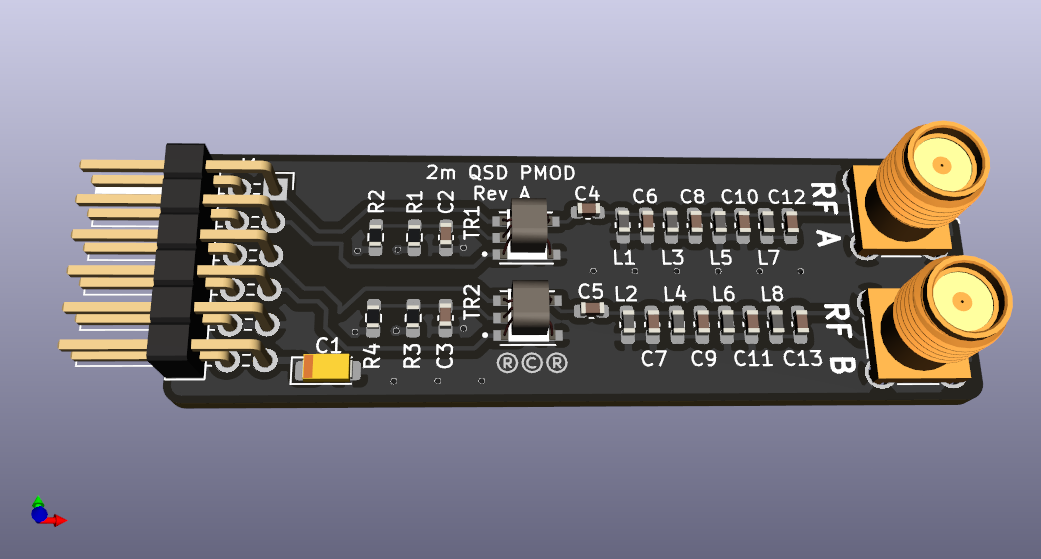 2m QSD PMOD
Rev A
R2
R1
C2
TR1
C4
C6
C8
C10
C12
RF A
L1
L3
L5
L7
TR2
C5
L2
L4
L6
L8
RF B
C1
R4
R3
C3
®©®
C7
C9
C11
C13